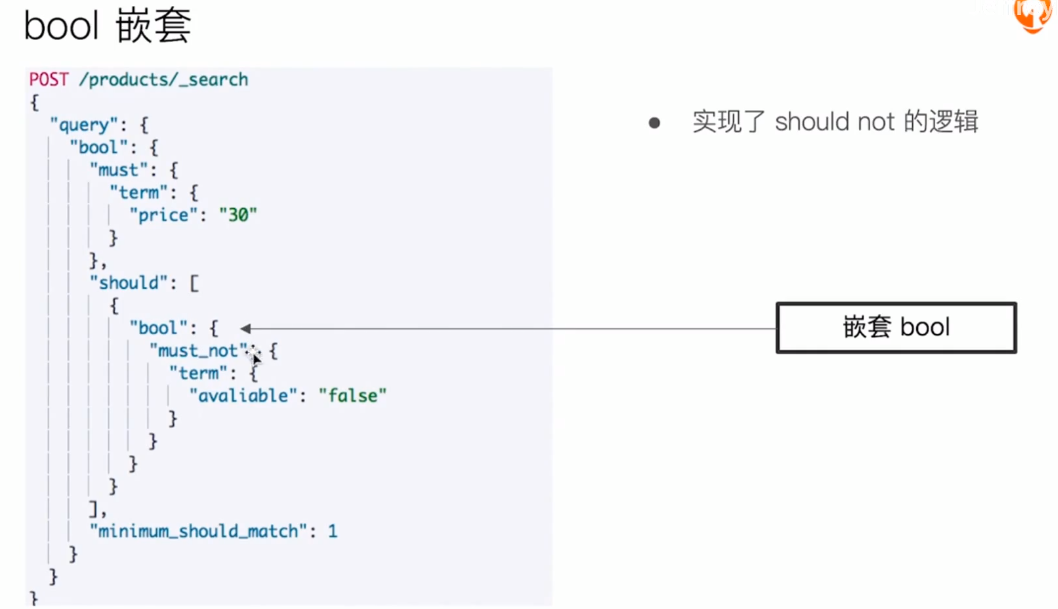 bool 嵌套
POST /products/_search
{
"query": {
"bool": {
"must": {
"term": {
"price": "30"
}
},
"should": [
{
"bool": {
"must_not": {
"term": {
"avaliable": "false"
}
}
}
}
],
"minimum_should_match": 1
}
}
}
实现了 should not 的逻辑
嵌套 bool